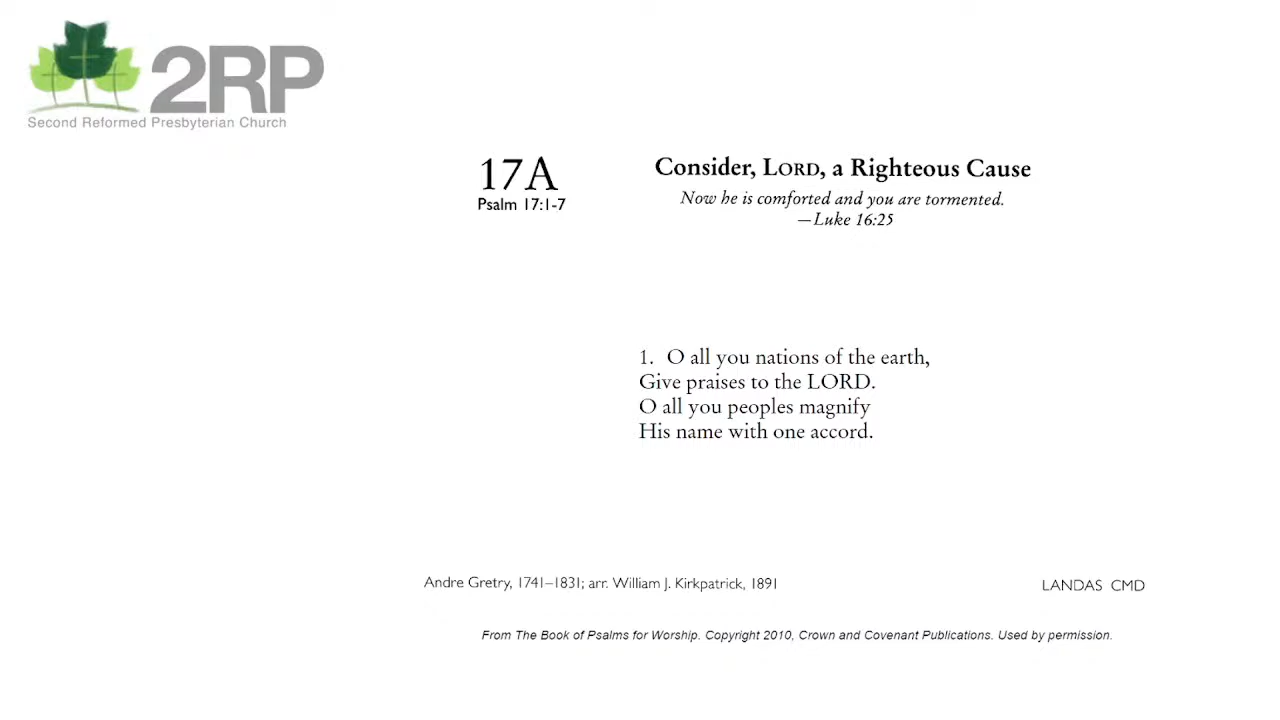 2RP
Second Reformed Presbyterian Church
17A
Psalm 17:1-7
Consider, LORD, a Righteous Cause
Now he is comforted and you are tormented.
—Luke 16:25
1. O all you nations of the earth,
Give praises to the LORD.
O all you peoples magnify
His name with one accord.
Andre Gretry, 1741–1831; arr. William J. Kirkpatrick, 1891
LANDAS CMD
From The Book of Psalms for Worship. Copyright 2010, Crown and Covenant Publications. Used by permission.